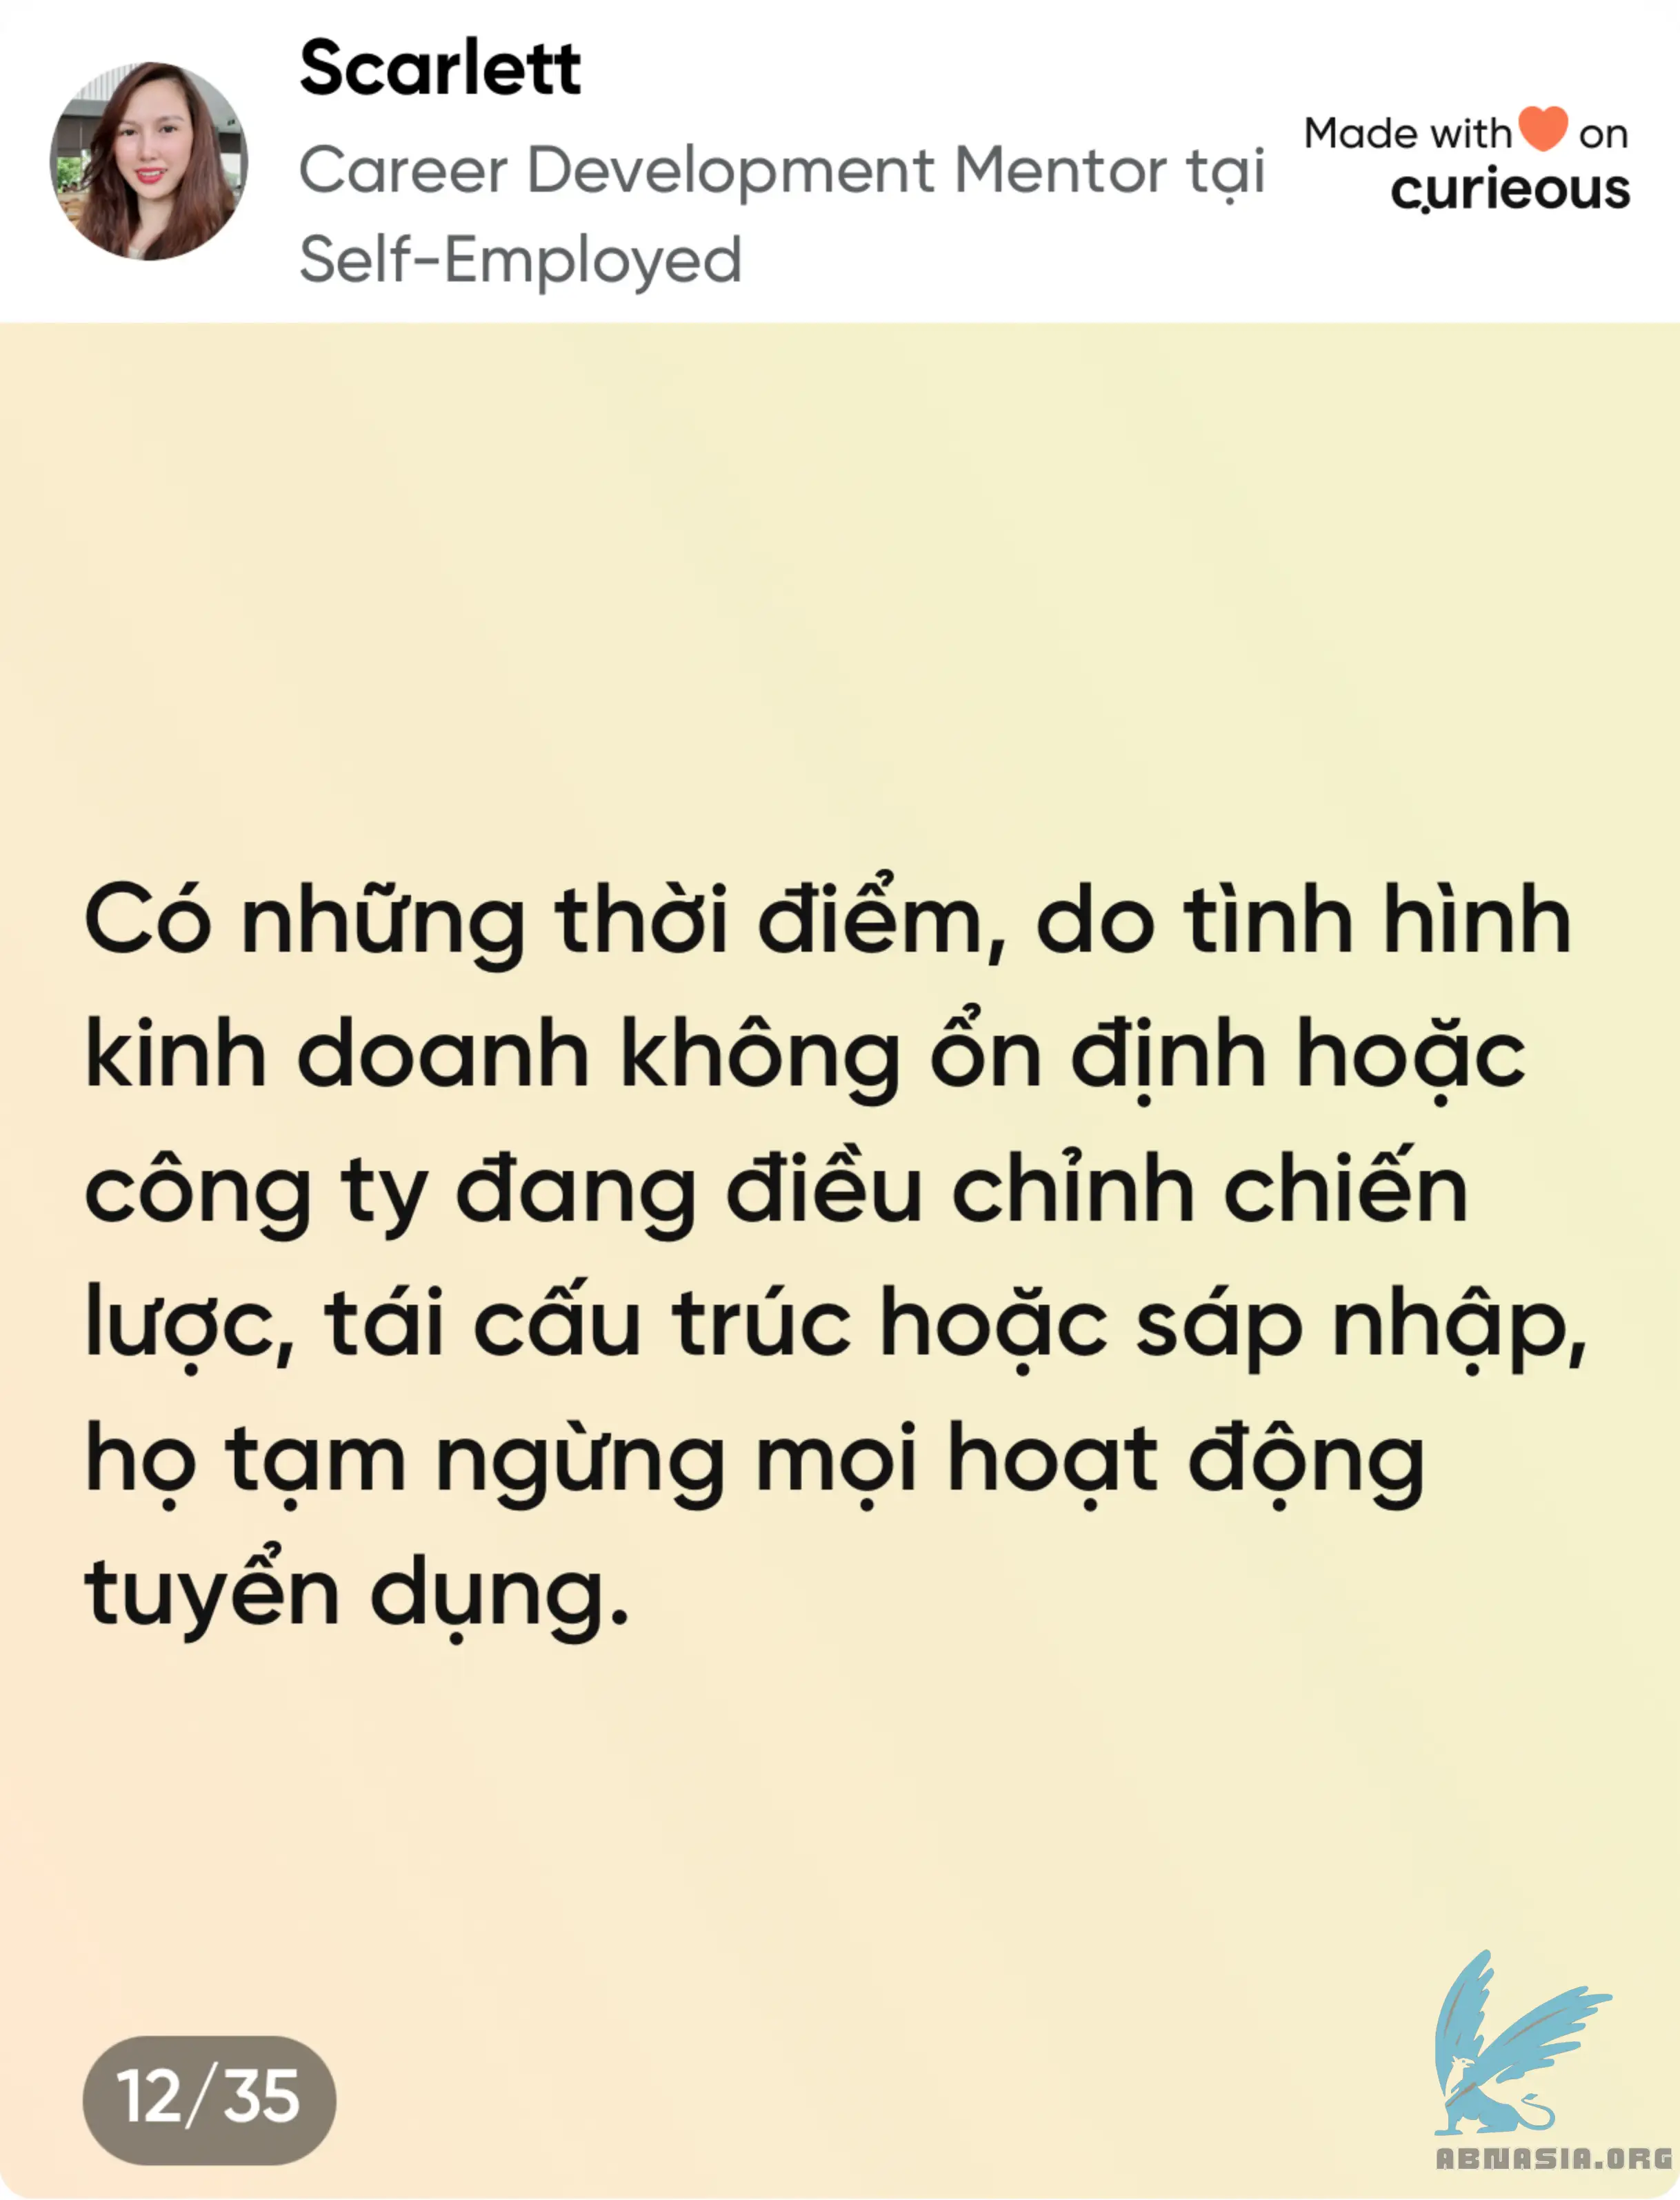 Scarlett
Career Development Mentor tại
Self-Employed
Made with on
curieous
Có những thời điểm, do tình hình
kinh doanh không ổn định hoặc
công ty đang điều chỉnh chiến
lược, tái cấu trúc hoặc sáp nhập,
họ tạm ngừng mọi hoạt động
tuyển dụng.
12/35
ABNASIA.ORG